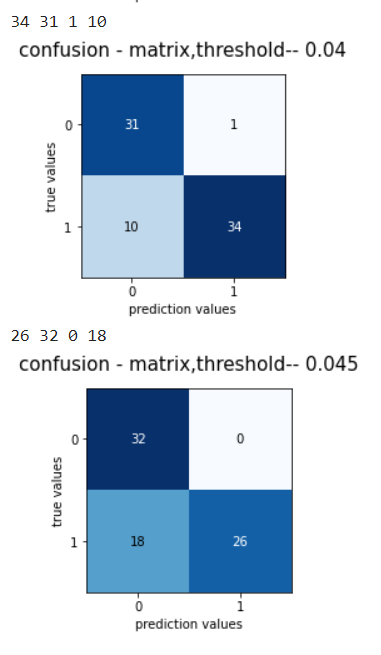 34 31 1 10
confusion - matrix,threshold-- 0.04
true values
0
31
1
1
10
34
0
1
prediction values
26 32 0 18
confusion - matrix,threshold-- 0.045
true values
0
32
0
1
18
26
0
1
prediction values